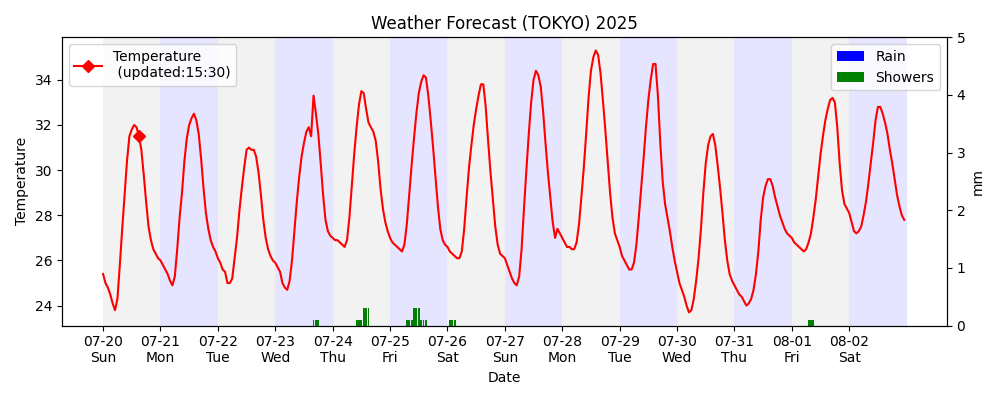 Weather Forecast (TOKYO) 2025
Temperature
(updated:15:30)
Rain
Showers
Temperature
34
32
30
28
26
24
5
4
3
2
1
0
mm
07-20 07-21 07-22 07-23 07-24 07-25 07-26 07-27 07-28 07-29 07-30 07-31 08-01 08-02
Sun Mon Tue Wed Thu Fri Sat Sun Mon Tue Wed Thu Fri Sat
Date